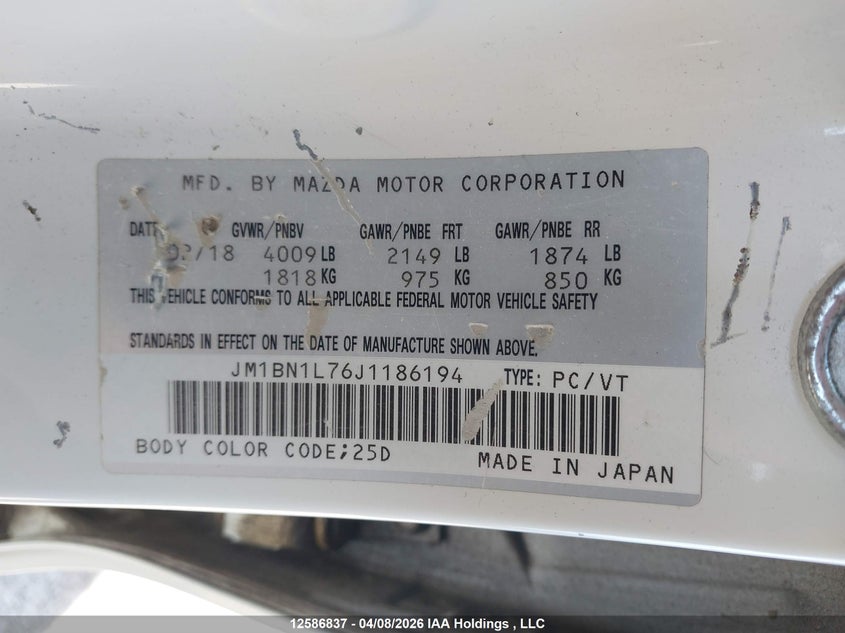 MFD. BY MAZDA MOTOR CORPORATION
DATE GVWR/PNBV GAWR/PNBE FRT GAWR/PNBE RR
/18 4009 LB 2149 LB 1874 LB
1818 KG 975 KG 850 KG
THIS VEHICLE CONFORMS TO ALL APPLICABLE FEDERAL MOTOR VEHICLE SAFETY
STANDARDS IN EFFECT ON THE DATE OF MANUFACTURE SHOWN ABOVE.
JM1BN1L76J1186194 TYPE: PC/VT
BODY COLOR CODE;25D
MADE IN JAPAN
12586837 - 04/08/2026 IAA Holdings , LLC